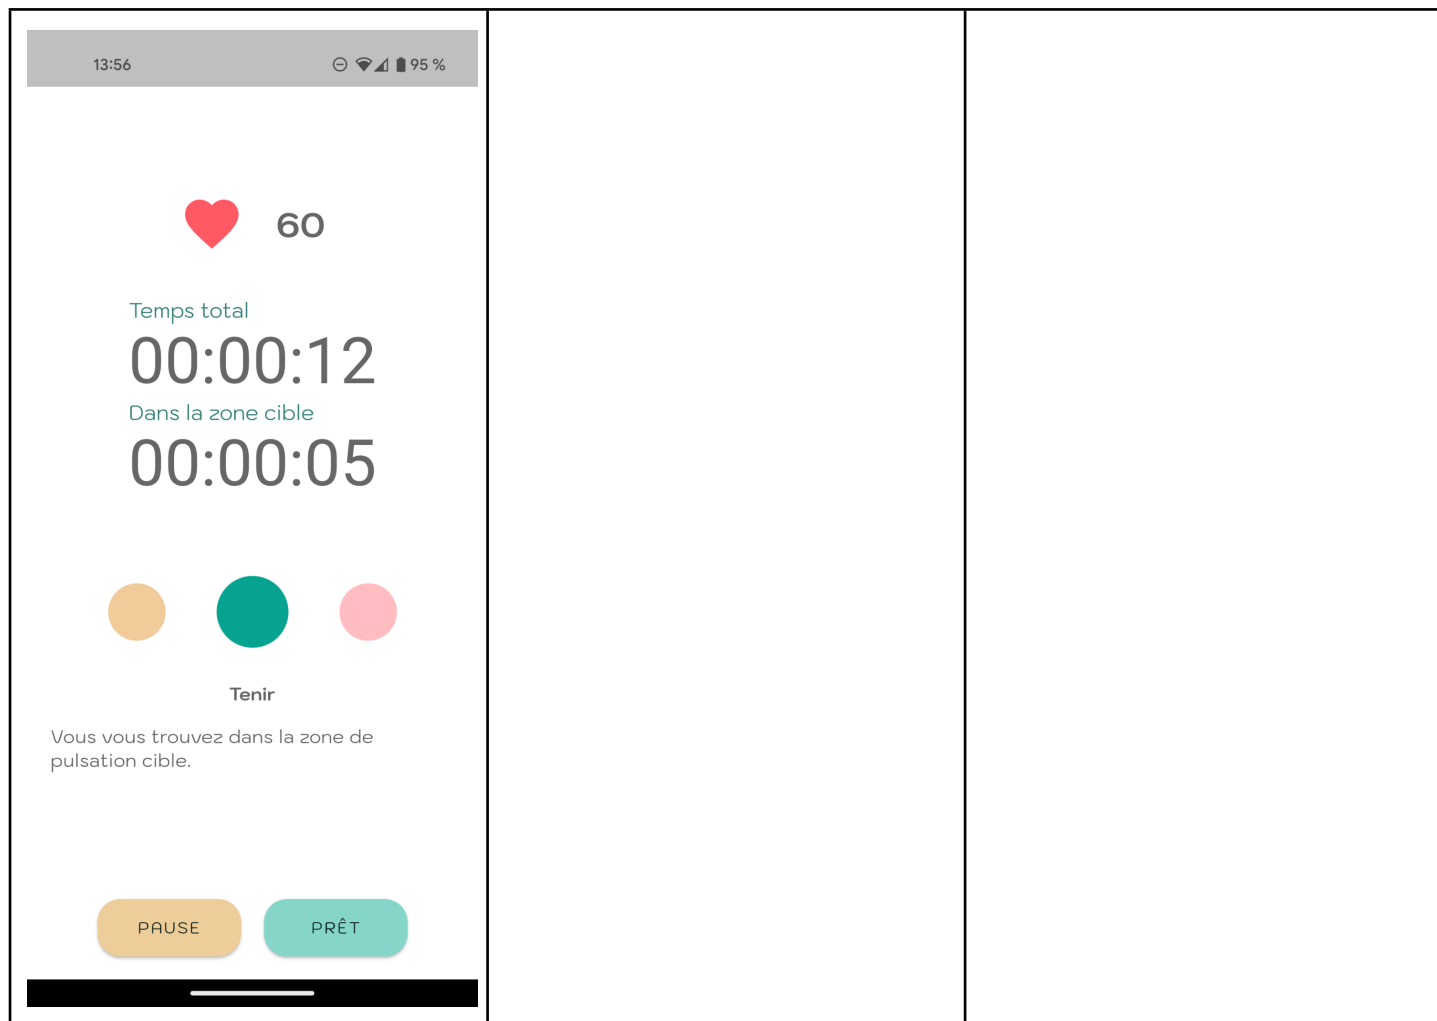 13:56 95 %
60
Temps total
00:00:12
Dans la zone cible
00:00:05
Tenir
Vous vous trouvez dans la zone de
pulsation cible.
PAUSE PRÊT